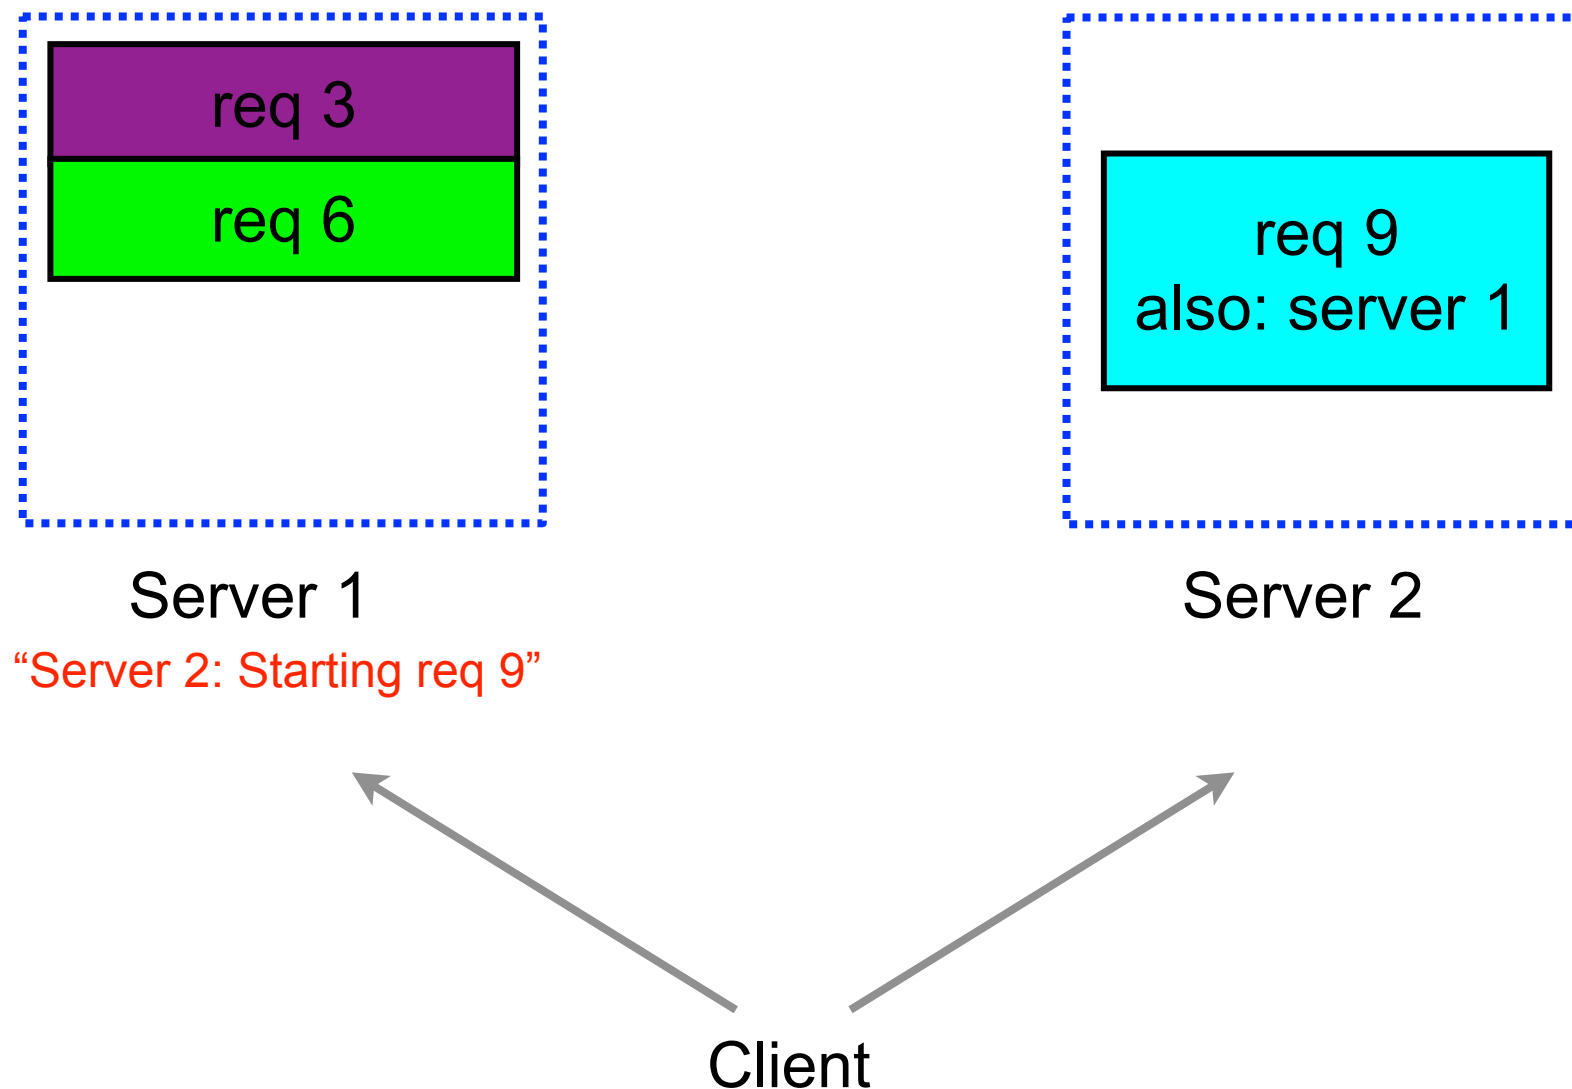 req 3
req 6
req 9
also: server 1
Server 1
Server 2
“Server 2: Starting req 9”
Client